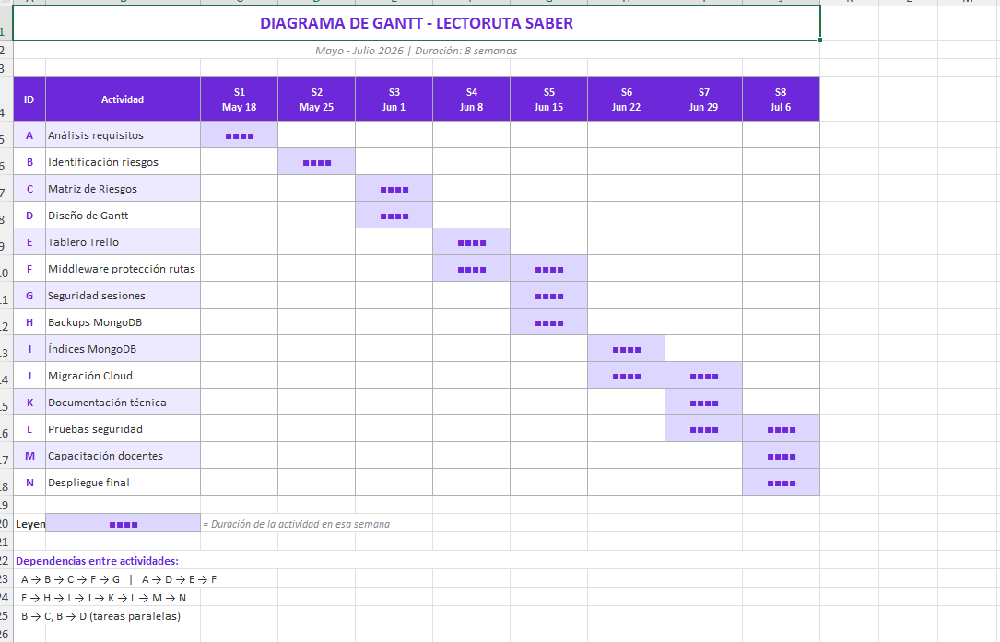 DIAGRAMA DE GANTT - LECTORUTA SABER
Mayo - Julio 2026 | Duración: 8 semanas
ID Actividad S1 May 18 S2 May 25 S3 Jun 1 S4 Jun 8 S5 Jun 15 S6 Jun 22 S7 Jun 29 S8 Jul 6
A Análisis requisitos ■■■■
B Identificación riesgos ■■■■
C Matriz de Riesgos ■■■■
D Diseño de Gantt ■■■■
E Tablero Trello ■■■■
F Middleware protección rutas ■■■■ ■■■■
G Seguridad sesiones ■■■■
H Backups MongoDB ■■■■
I Índices MongoDB ■■■■
J Migración Cloud ■■■■ ■■■■
K Documentación técnica ■■■■
L Pruebas seguridad ■■■■ ■■■■
M Capacitación docentes ■■■■
N Despliegue final ■■■■
Leyen ■■■■ = Duración de la actividad en esa semana
Dependencias entre actividades:
A → B → C → F → G | A → D → E → F
F → H → I → J → K → L → M → N
B → C, B → D (tareas paralelas)